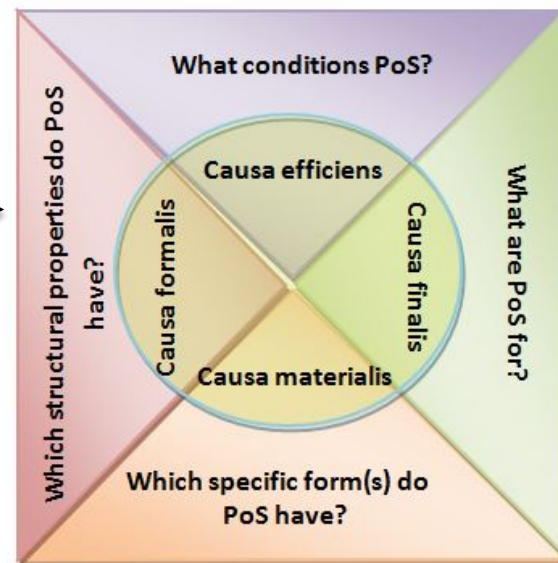 What conditions PoS?
Causa efficiens
Which structural properties do PoS
have?
Causa formalis
Causa finalis
What are PoS for?
Causa materialis
Which specific form(s) do
PoS have?